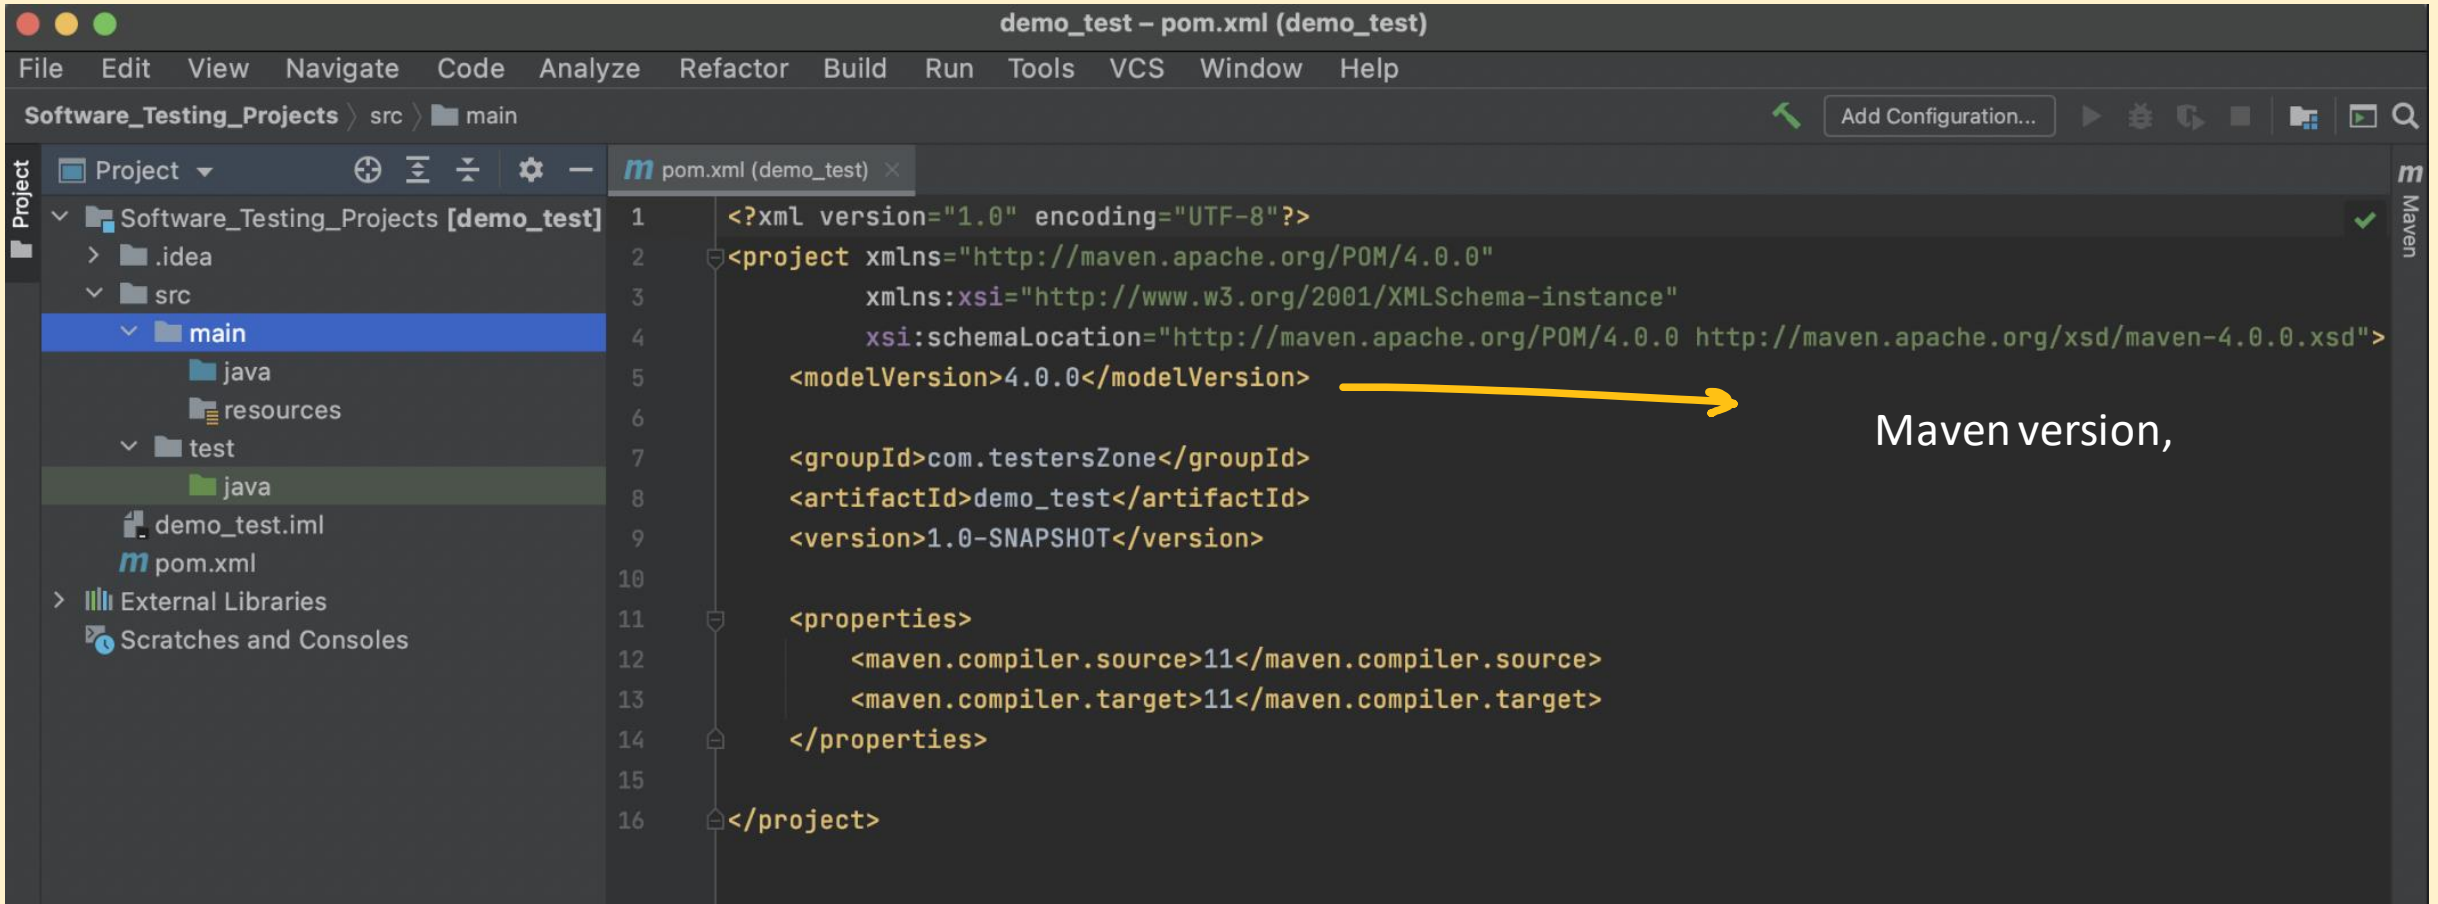 demo_test – pom.xml (demo_test)
File Edit View Navigate Code Analyze Refactor Build Run Tools VCS Window Help
Software_Testing_Projects src main
Add Configuration...
Project
Project
pom.xml (demo_test)
Maven
Software_Testing_Projects [demo_test]
.idea
src
main
java
resources
test
java
demo_test.iml
pom.xml
External Libraries
Scratches and Consoles
1 <?xml version="1.0" encoding="UTF-8"?>
2 <project xmlns="http://maven.apache.org/POM/4.0.0"
3 xmlns:xsi="http://www.w3.org/2001/XMLSchema-instance"
4 xsi:schemaLocation="http://maven.apache.org/POM/4.0.0 http://maven.apache.org/xsd/maven-4.0.0.xsd">
5 <modelVersion>4.0.0</modelVersion>
6
7 <groupId>com.testersZone</groupId>
8 <artifactId>demo_test</artifactId>
9 <version>1.0-SNAPSHOT</version>
10
11 <properties>
12 <maven.compiler.source>11</maven.compiler.source>
13 <maven.compiler.target>11</maven.compiler.target>
14 </properties>
15
16 </project>
Maven version,